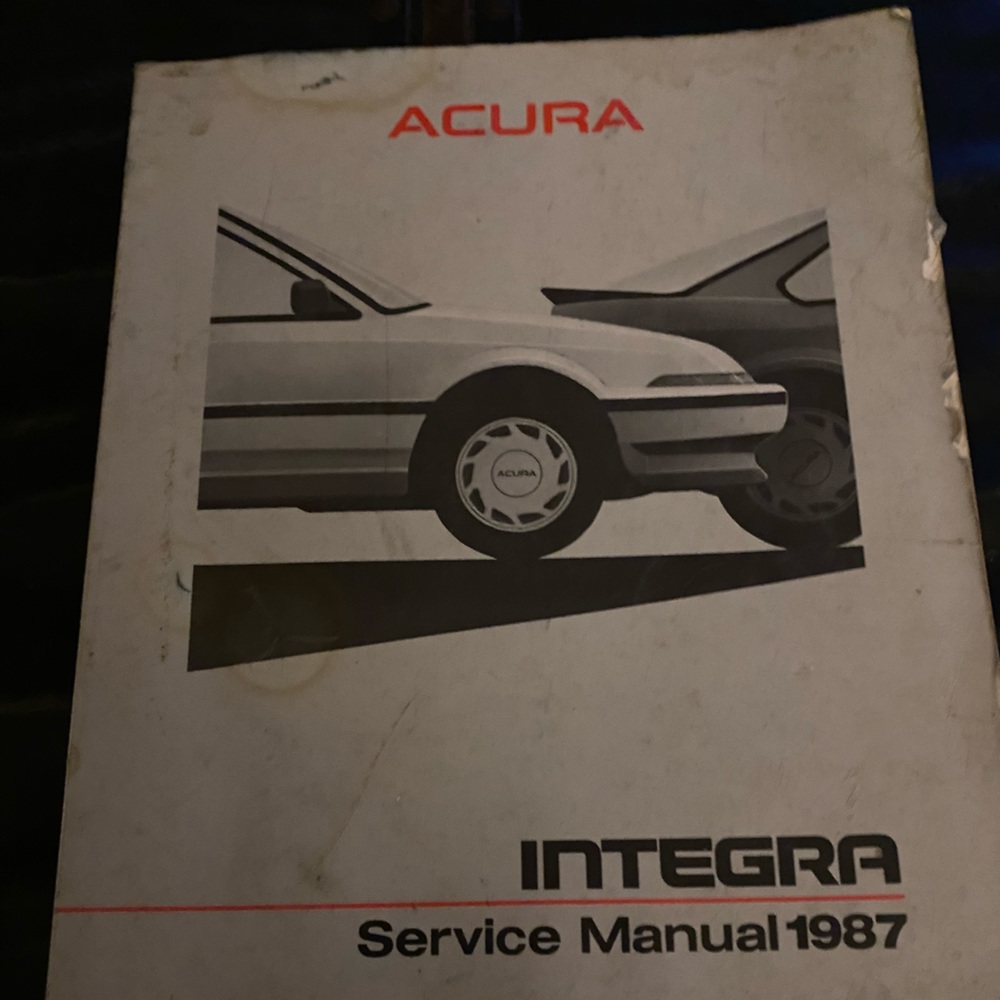 ACURA
ACURA
INTEGRA
Service Manual 1987